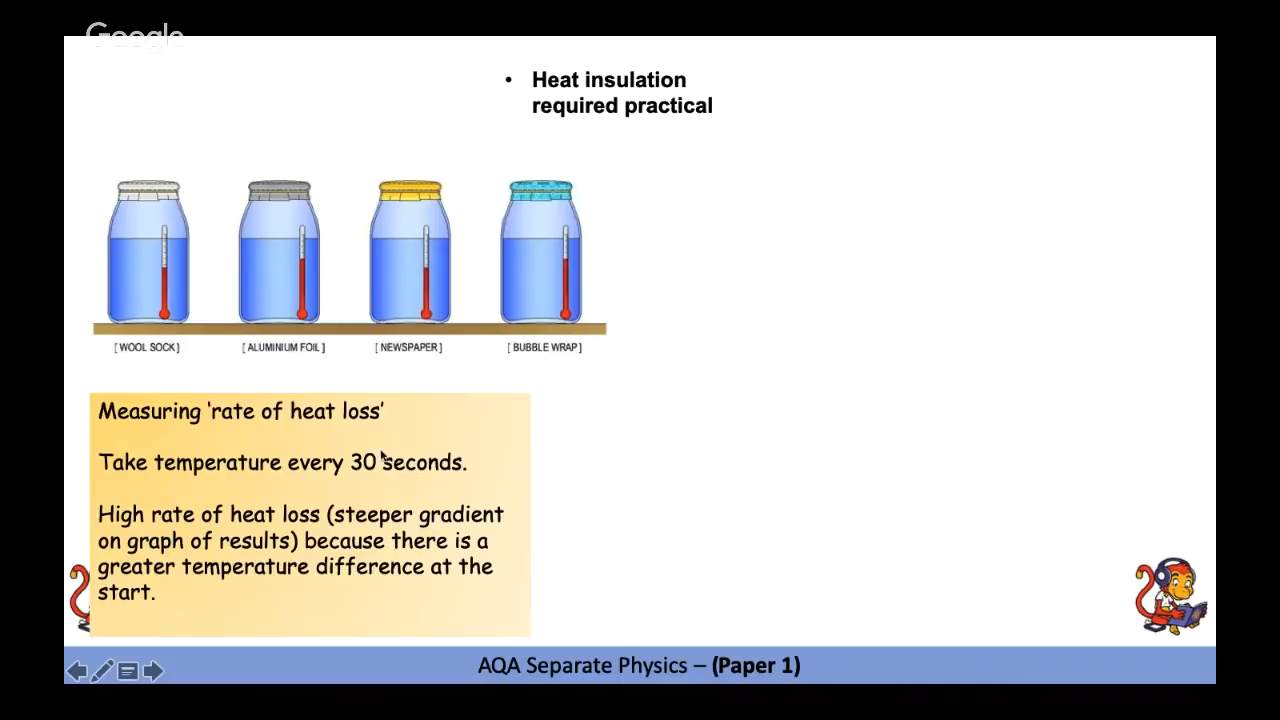 Google
• Heat insulation
required practical
[ WOOL SOCK ] [ ALUMINIUM FOIL ] [ NEWSPAPER ] [ BUBBLE WRAP ]
Measuring ‘rate of heat loss’
Take temperature every 30 seconds.
High rate of heat loss (steeper gradient
on graph of results) because there is a
greater temperature difference at the
start.
AQA Separate Physics – (Paper 1)